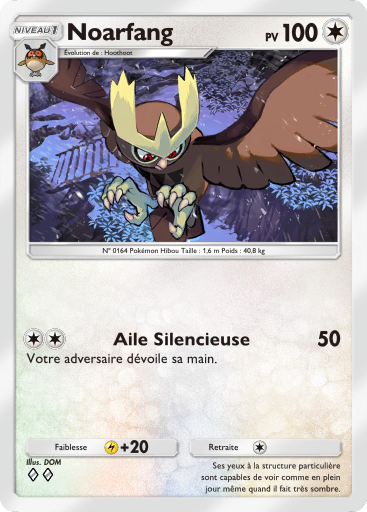 NIVEAU 1
Noarfang
PV 100
Évolution de : Hoothoot
N° 0164 Pokémon Hibou Taille : 1,6 m Poids : 40,8 kg
Aile Silencieuse 50
Votre adversaire dévoile sa main.
Faiblesse +20 Retraite
Illus. DOM
Ses yeux à la structure particulière
sont capables de voir comme en plein
jour même quand il fait très sombre.